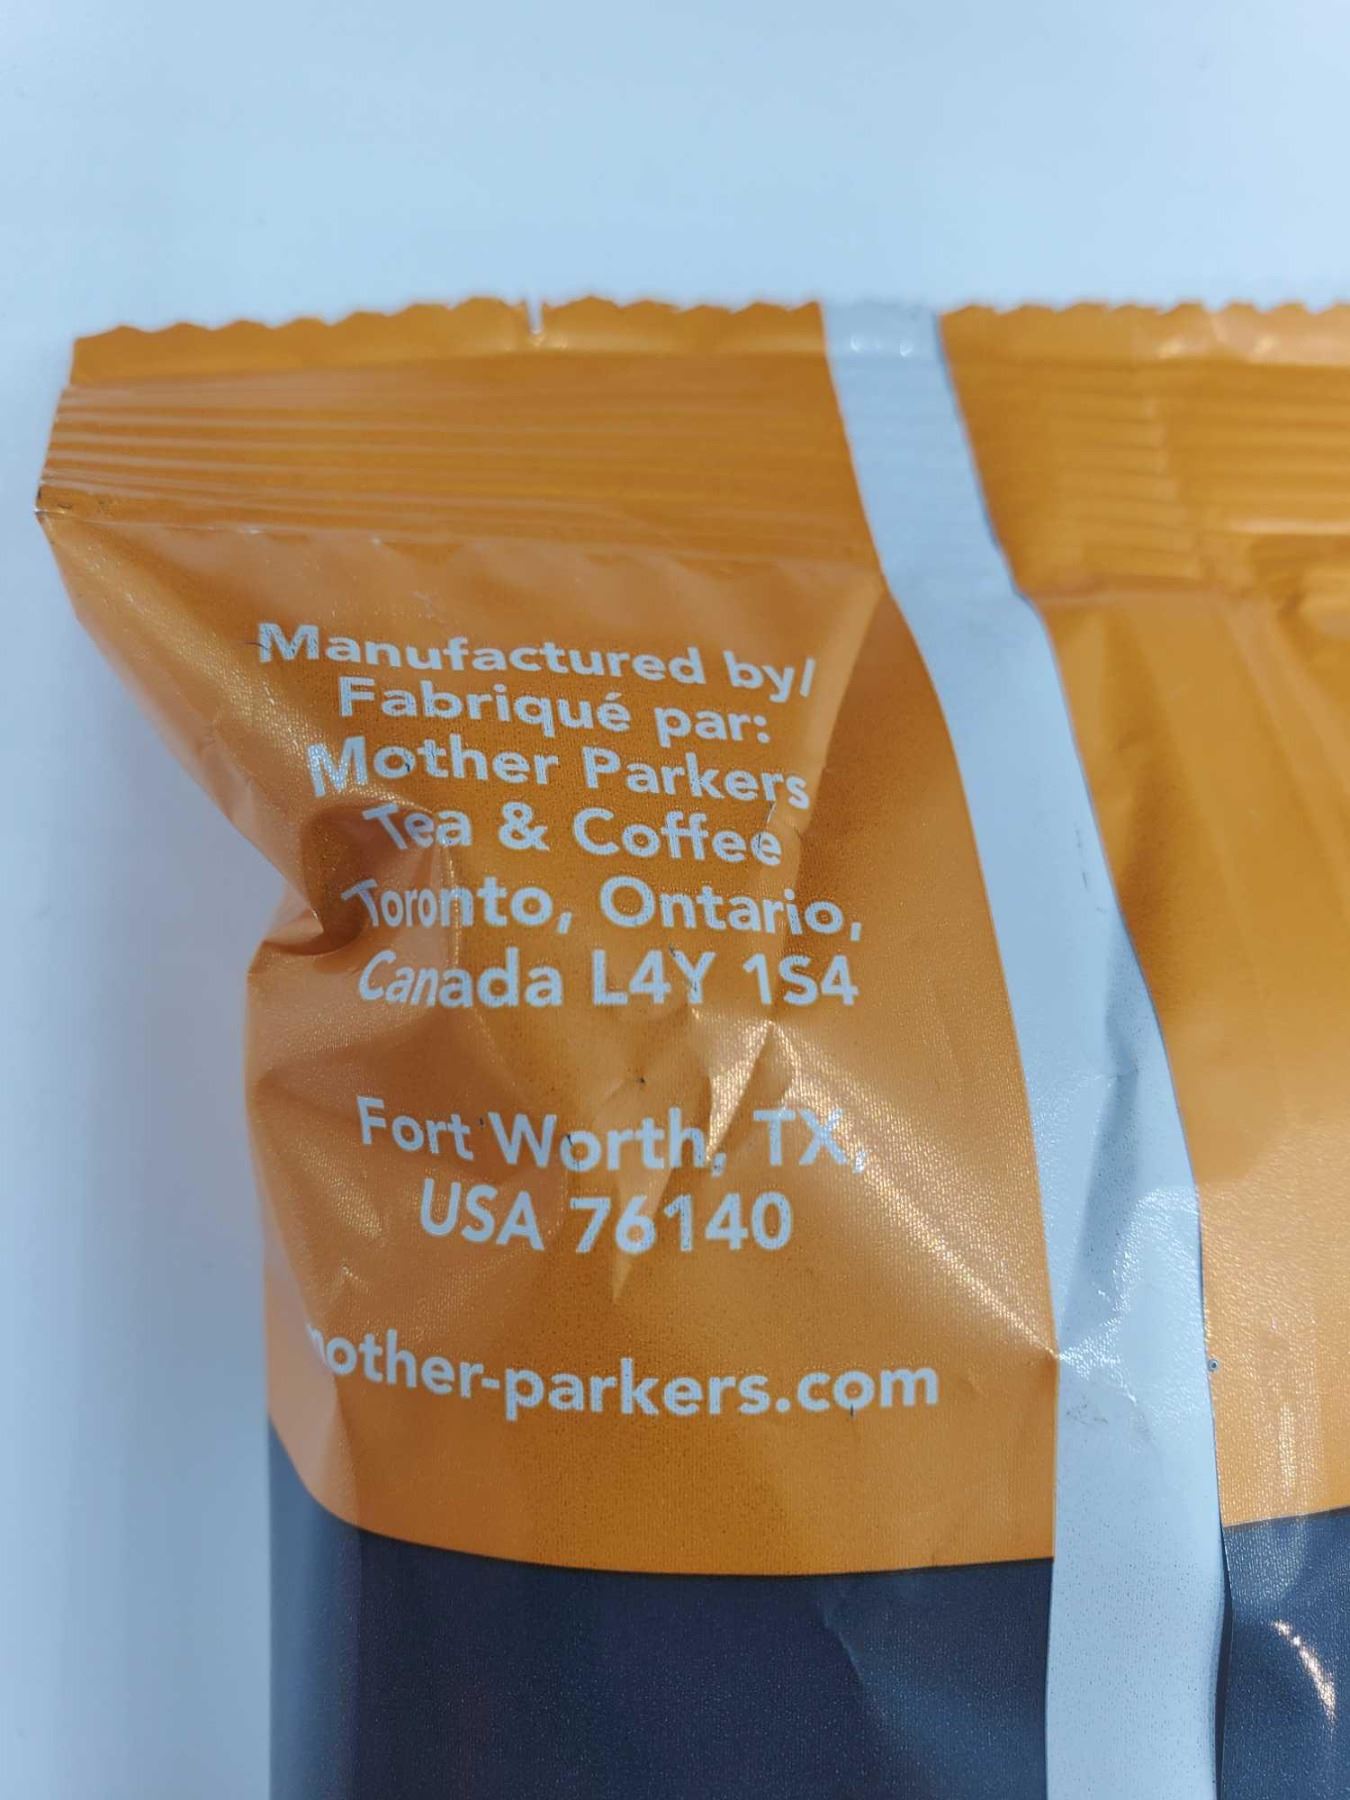 Manufactured by/
Fabriqué par:
Mother Parkers
Tea & Coffee
Toronto, Ontario,
Canada L4Y 1S4
Fort Worth, TX,
USA 76140
mother-parkers.com